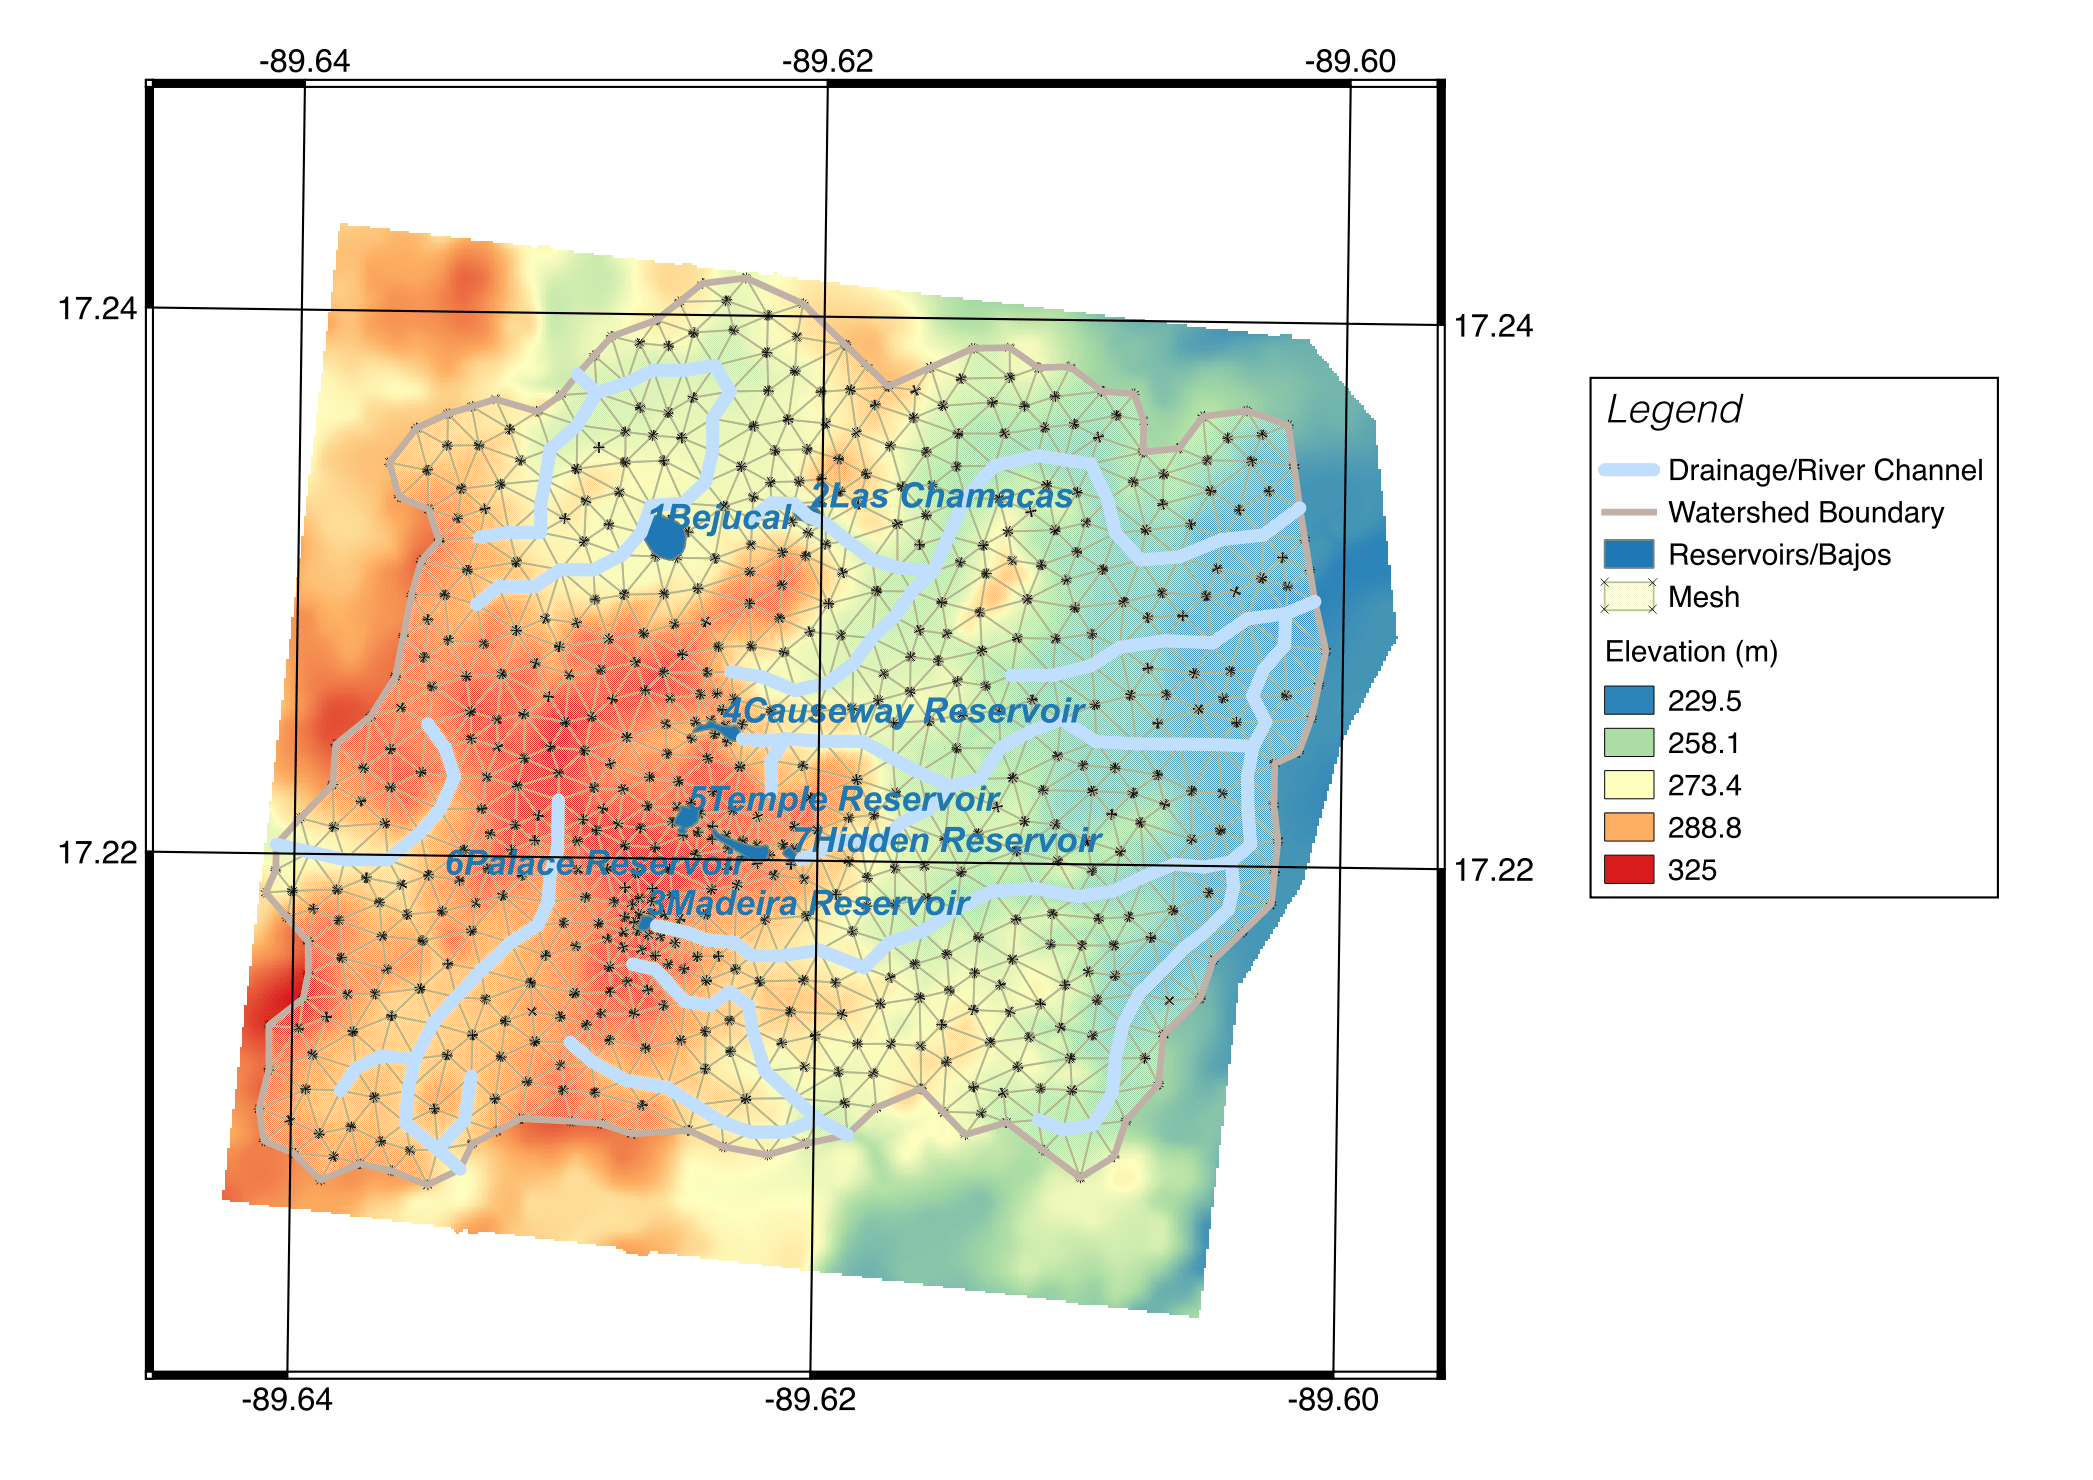 -89.64 -89.62 -89.60
17.24 17.24
Legend
Drainage/River Channel
Watershed Boundary
Reservoirs/Bajos
Mesh
Elevation (m)
229.5
258.1
273.4
288.8
325
2Las Chamacas
1Bejucal
4Causeway Reservoir
5Temple Reservoir
7Hidden Reservoir
6Palace Reservoir
3Madeira Reservoir
17.22 17.22
-89.64 -89.62 -89.60